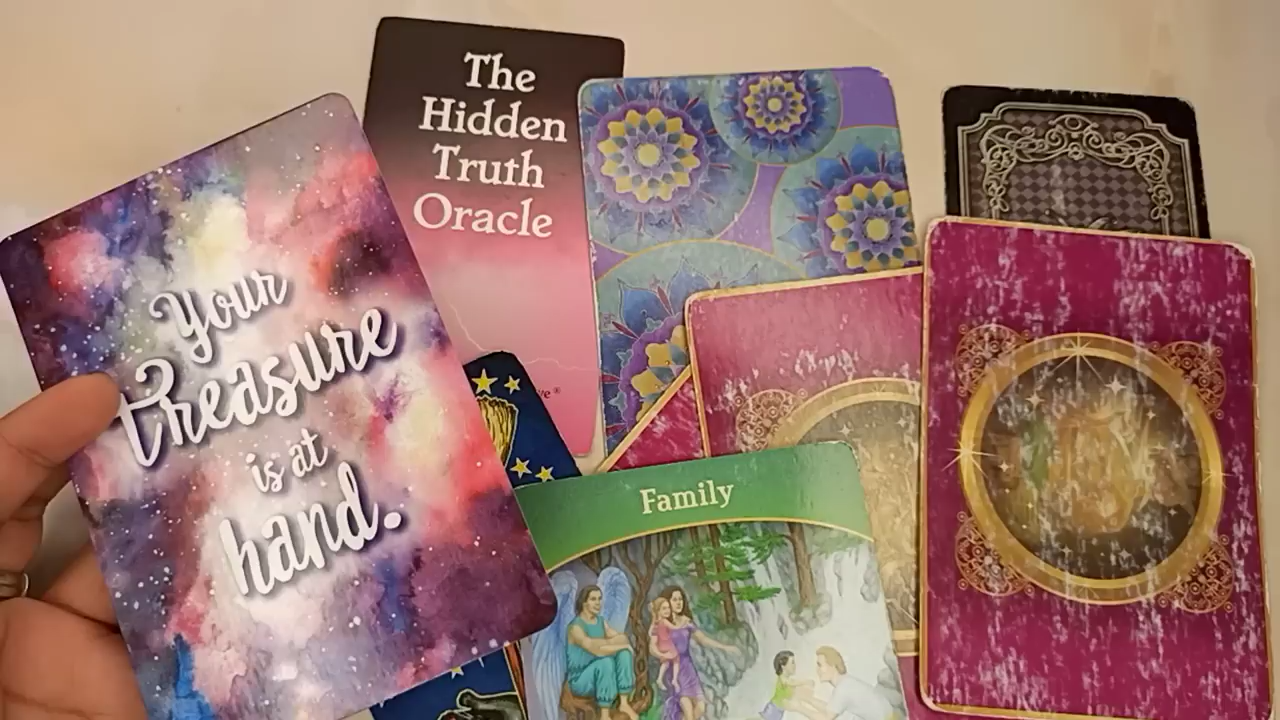 Your
treasure
is at
hand.
The
Hidden
Truth
Oracle
Family